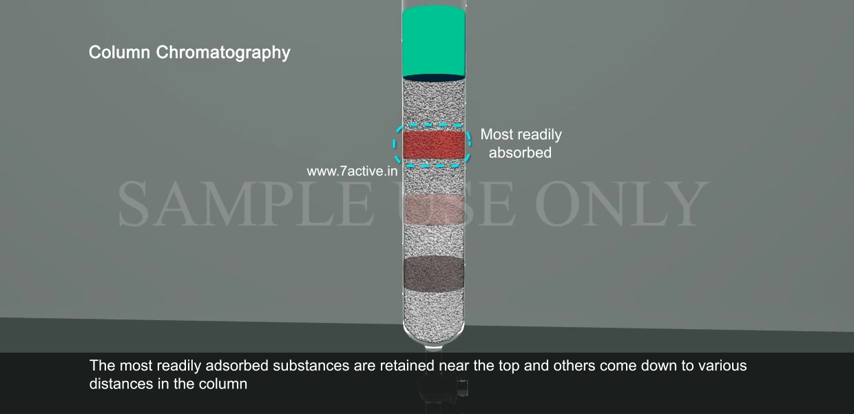 Column Chromatography
Most readily
absorbed
www.7active.in
SAMPLE USE ONLY
The most readily adsorbed substances are retained near the top and others come down to various
distances in the column